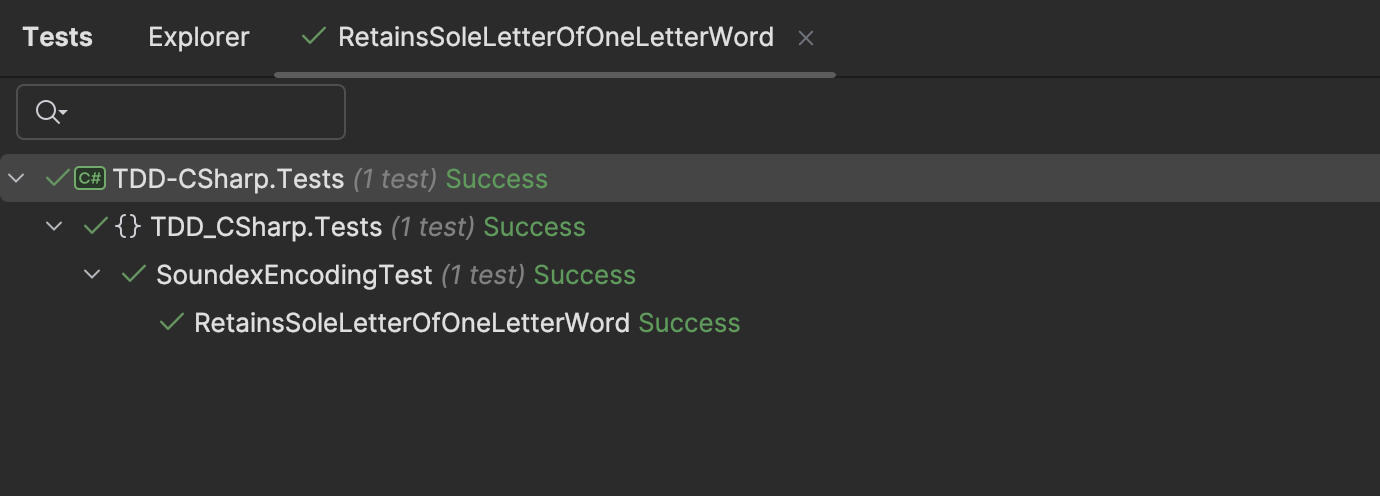 Tests Explorer RetainsSoleLetterOfOneLetterWord
C# TDD-CSharp.Tests (1 test) Success
{} TDD_CSharp.Tests (1 test) Success
SoundexEncodingTest (1 test) Success
RetainsSoleLetterOfOneLetterWord Success